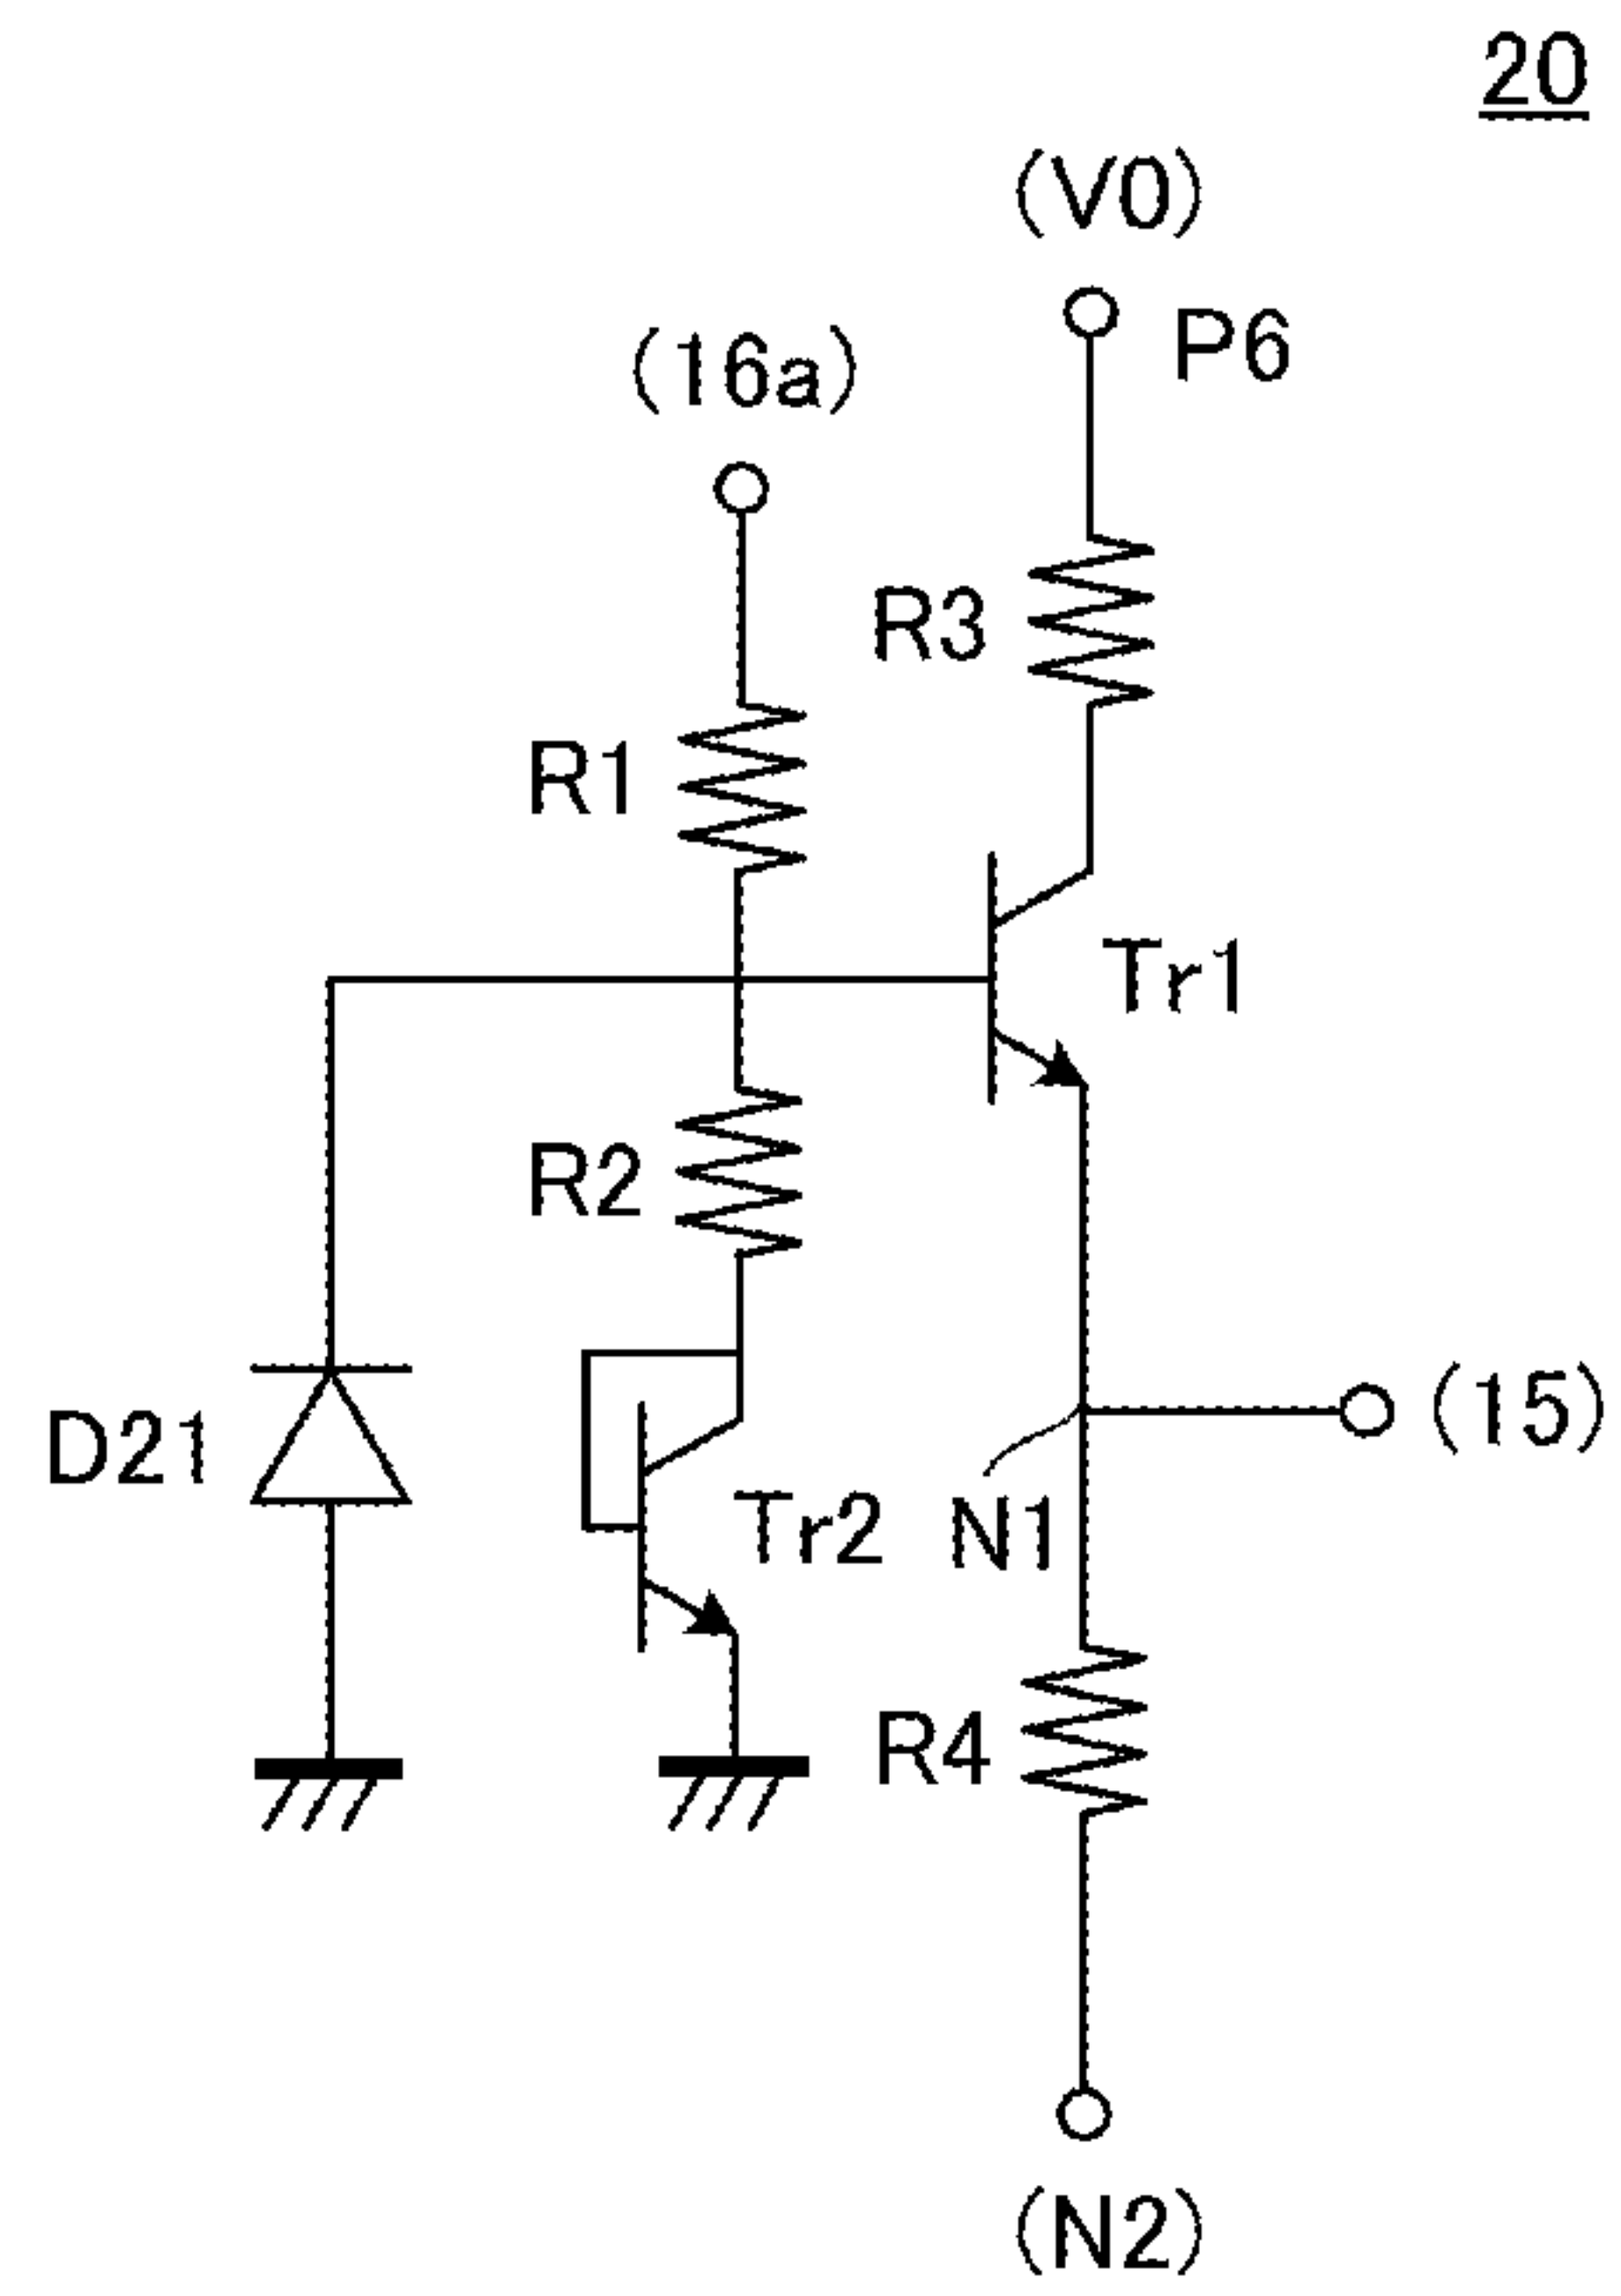 20
(V0)
P6
(16a)
R3
R1
Tr1
R2
(15)
D21
Tr2
N1
R4
(N2)